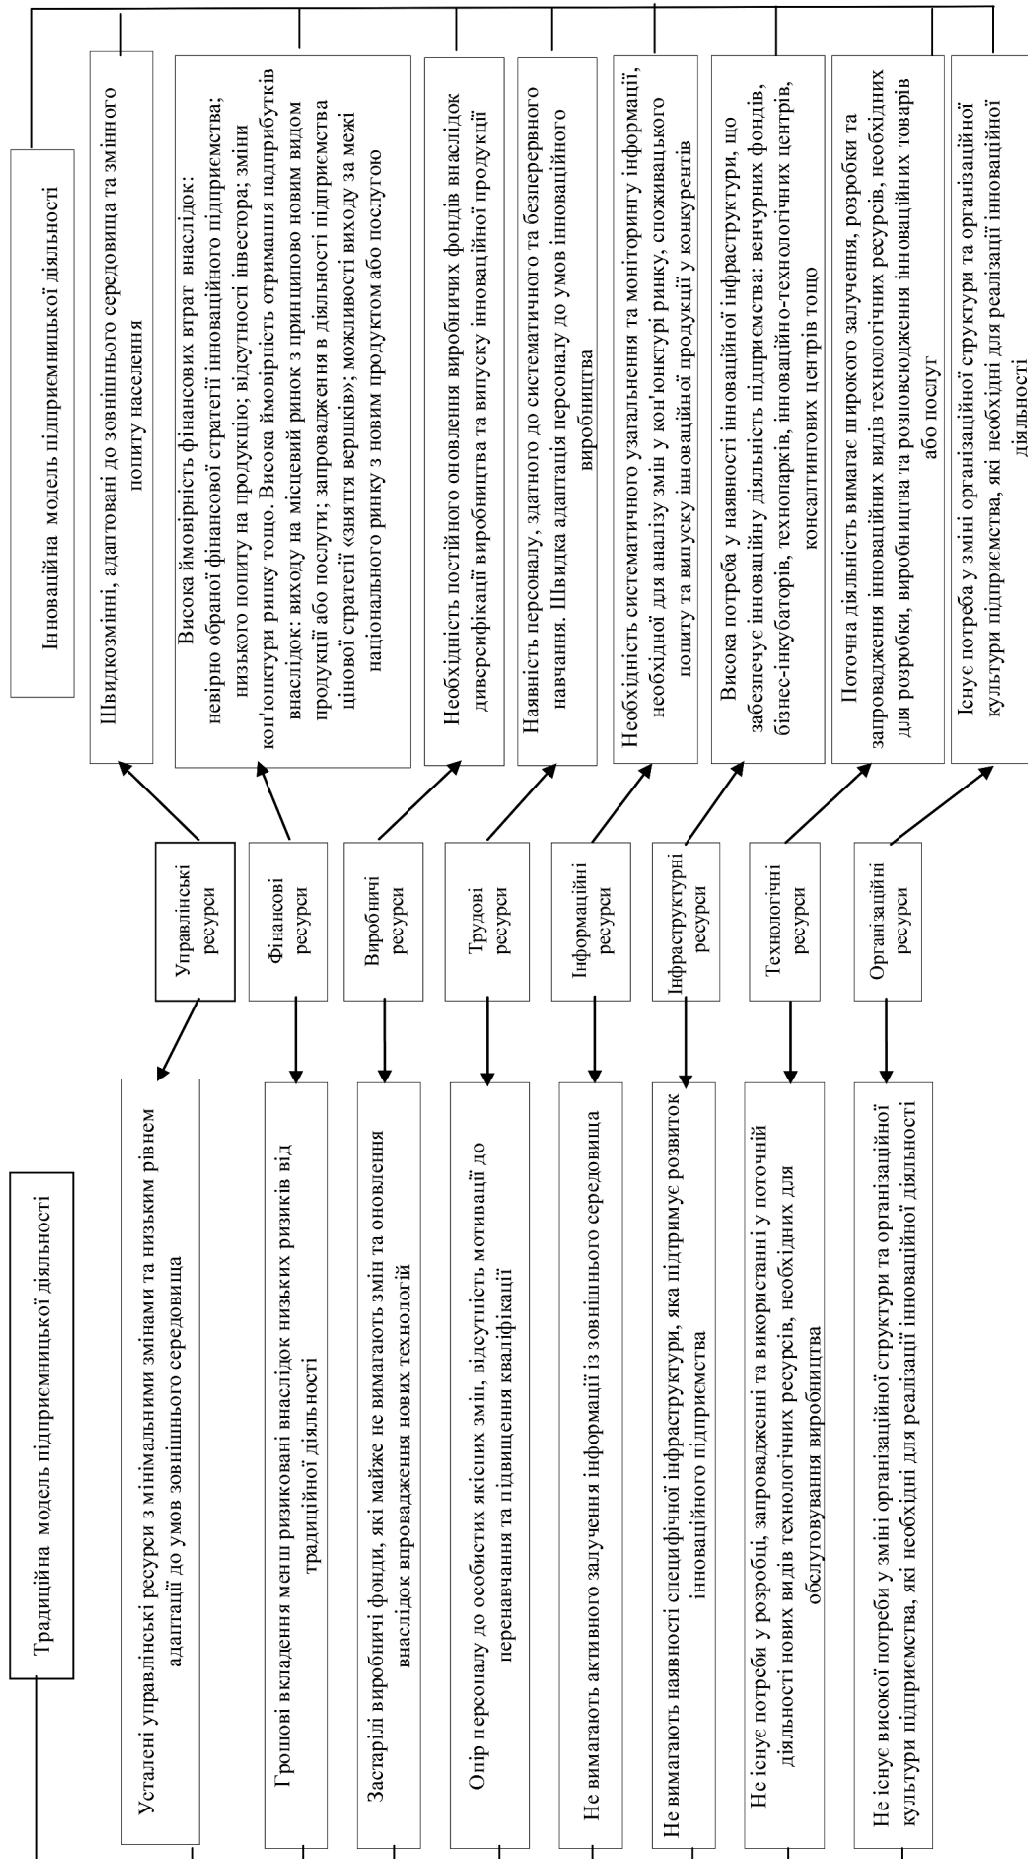 Традиційна модель підприємницької діяльності
Інноваційна модель підприємницької діяльності
Усталені управлінські ресурси з мінімальними змінами та низьким рівнем
адаптації до умов зовнішнього середовища
Управлінські
ресурси
Швидкозмінні, адаптовані до зовнішнього середовища та змінного
попиту населення
Грошові вкладення менш ризиковані внаслідок низьких ризиків від
традиційної діяльності
Фінансові
ресурси
Висока ймовірність фінансових втрат внаслідок:
невірно обраної фінансової стратегії інноваційного підприємства;
низького попиту на продукцію; відсутності інвестора; зміни
кон'юнктури ринку тощо. Висока ймовірність отримання надприбутків
внаслідок: виходу на місцевий ринок з принципово новим видом
продукції або послуги; запровадження в діяльності підприємства
цінової стратегії «зняття вершків»; можливості виходу за межі
національного ринку з новим продуктом або послугою
Застарілі виробничі фонди, які майже не вимагають змін та оновлення
внаслідок впровадження нових технологій
Виробничі
ресурси
Необхідність постійного оновлення виробничих фондів внаслідок
диверсифікації виробництва та випуску інноваційної продукції
Опір персоналу до особистих якісних змін, відсутність мотивації до
перенавчання та підвищення кваліфікації
Трудові
ресурси
Наявність персоналу, здатного до систематичного та безперервного
навчання. Швидка адаптація персоналу до умов інноваційного
виробництва
Не вимагають активного залучення інформації із зовнішнього середовища
Інформаційні
ресурси
Необхідність систематичного узагальнення та моніторингу інформації,
необхідної для аналізу змін у кон'юнктурі ринку, споживацького
попиту та випуску інноваційної продукції у конкурентів
Не вимагають наявності специфічної інфраструктури, яка підтримує розвиток
інноваційного підприємства
Інфраструктурні
ресурси
Висока потреба у наявності інноваційної інфраструктури, що
забезпечує інноваційну діяльність підприємства: венчурних фондів,
бізнес-інкубаторів, технопарків, інноваційно-технологічних центрів,
консалтингових центрів тощо
Не існує потреби у розробці, запровадженні та використанні у поточній
діяльності нових видів технологічних ресурсів, необхідних для
обслуговування виробництва
Технологічні
ресурси
Поточна діяльність вимагає широкого залучення, розробки та
запровадження інноваційних видів технологічних ресурсів, необхідних
для розробки, виробництва та розповсюдження інноваційних товарів
або послуг
Не існує високої потреби у зміні організаційної структури та організаційної
культури підприємства, які необхідні для реалізації інноваційної діяльності
Організаційні
ресурси
Існує потреба у зміні організаційної структури та організаційної
культури підприємства, які необхідні для реалізації інноваційної
діяльності